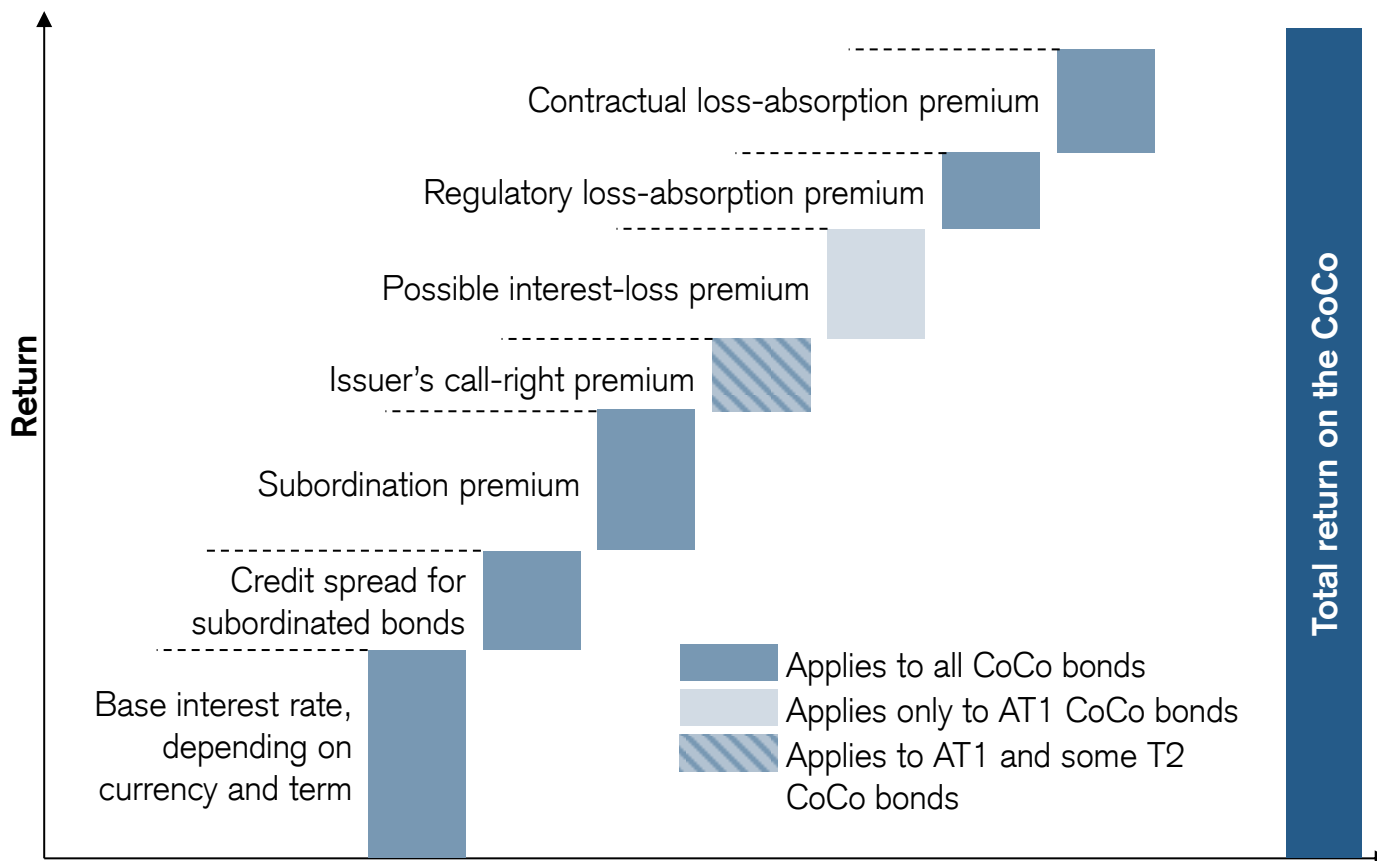 Contractual loss-absorption premium
Regulatory loss-absorption premium
Possible interest-loss premium
Issuer’s call-right premium
Subordination premium
Credit spread for
subordinated bonds
Base interest rate,
depending on
currency and term
Return
Applies to all CoCo bonds
Applies only to AT1 CoCo bonds
Applies to AT1 and some T2
CoCo bonds
Total return on the CoCo